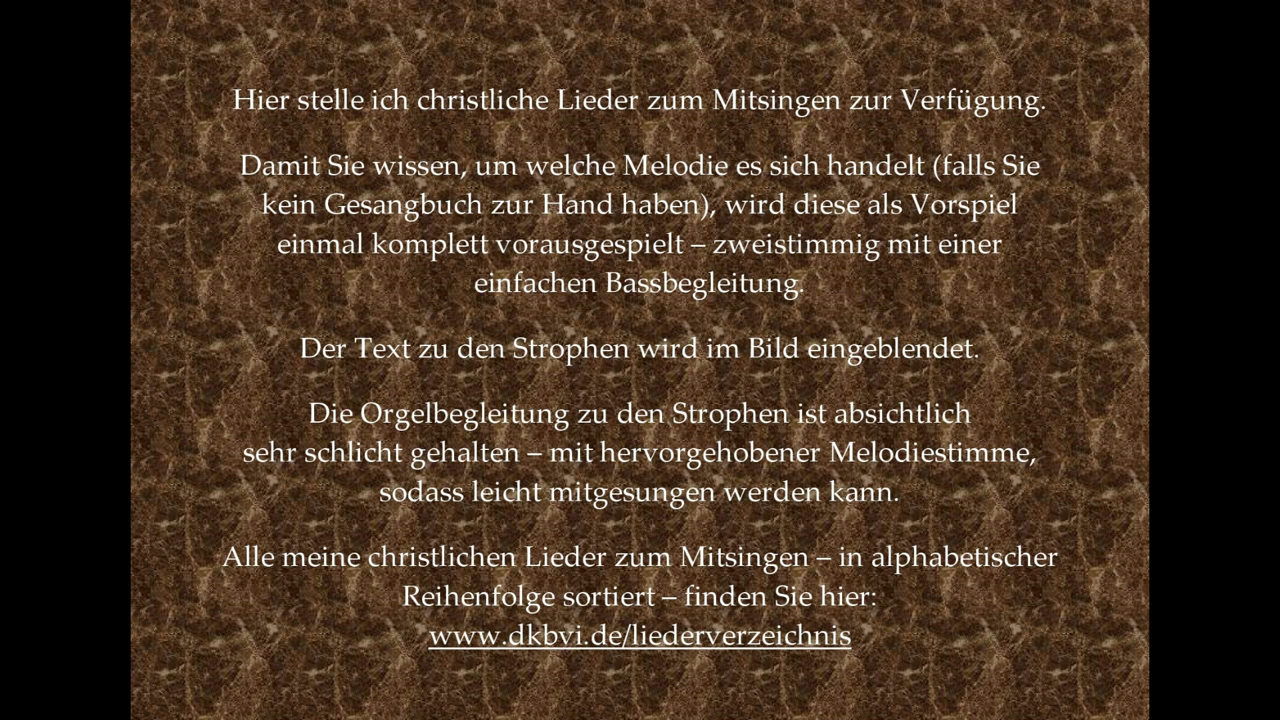 Hier stelle ich christliche Lieder zum Mitsingen zur Verfügung.
Damit Sie wissen, um welche Melodie es sich handelt (falls Sie
kein Gesangbuch zur Hand haben), wird diese als Vorspiel
einmal komplett vorausgespielt – zweistimmig mit einer
einfachen Bassbegleitung.
Der Text zu den Strophen wird im Bild eingeblendet.
Die Orgelbegleitung zu den Strophen ist absichtlich
sehr schlicht gehalten – mit hervorgehobener Melodiestimme,
sodass leicht mitgesungen werden kann.
Alle meine christlichen Lieder zum Mitsingen – in alphabetischer
Reihenfolge sortiert – finden Sie hier:
www.dkbvi.de/liederverzeichnis